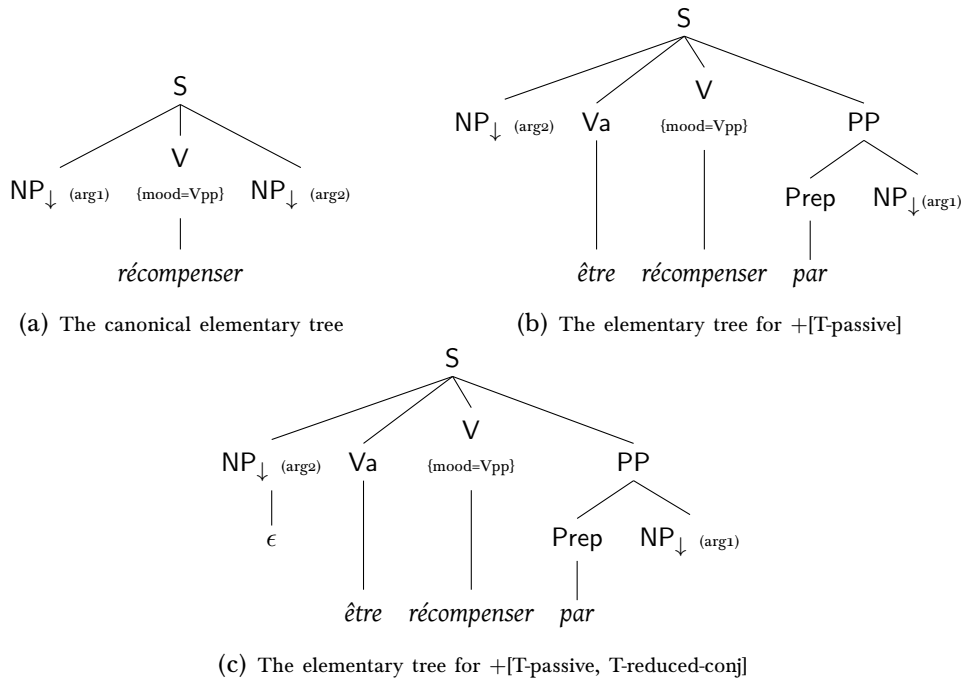 S
S
V
{mood=Vpp}
NP↓ (arg1)
NP↓ (arg2)
récompenser
(a) The canonical elementary tree
V
NP↓ (arg2)
Va
{mood=Vpp}
PP
Prep
NP↓(arg1)
être récompenser par
(b) The elementary tree for +[T-passive]
S
V
NP↓ (arg2)
Va
{mood=Vpp}
PP
ϵ
Prep
NP↓ (arg1)
être récompenser par
(c) The elementary tree for +[T-passive, T-reduced-conj]